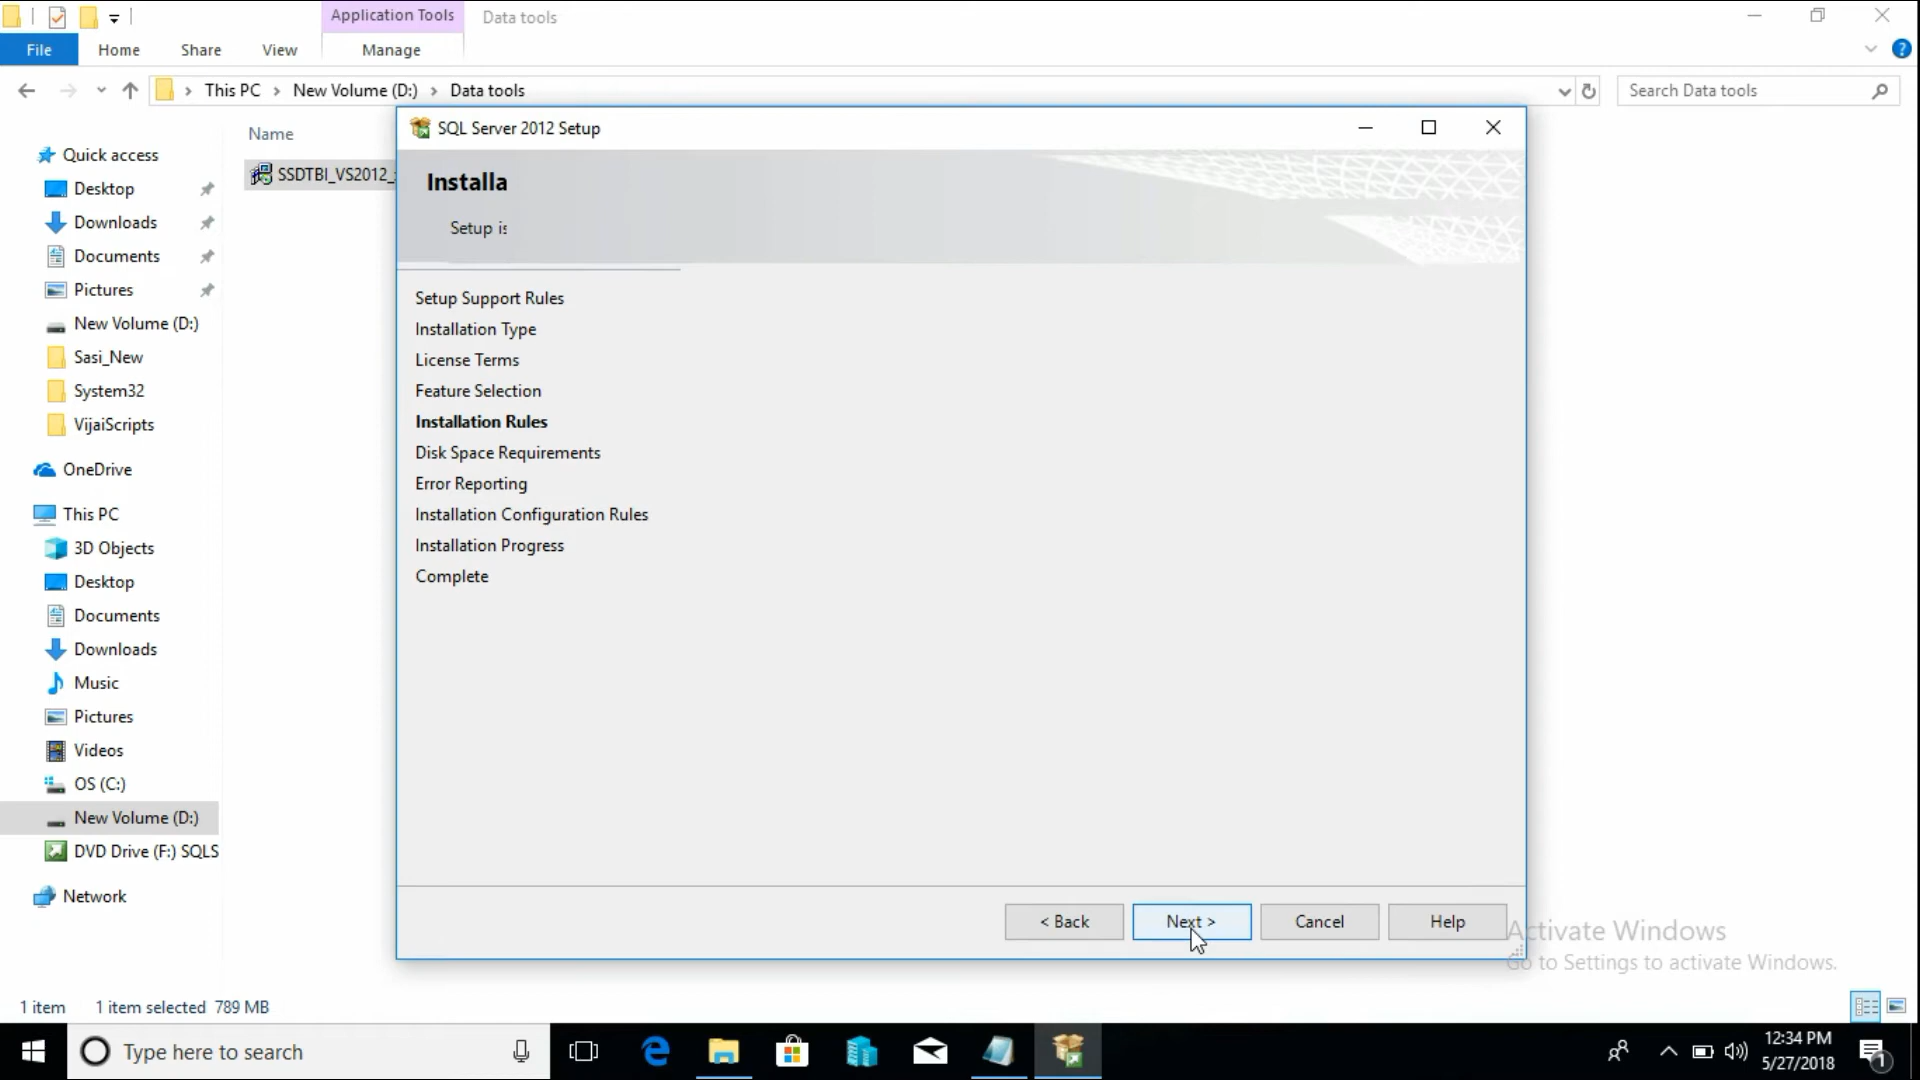 Application Tools
Data tools
File
Home
Share
View
Manage
This PC
New Volume (D:)
Data tools
Search Data tools
Name
SSDTBI_VS2012_
Quick access
Desktop
Downloads
Documents
Pictures
New Volume (D:)
Sasi_New
System32
VijaiScripts
OneDrive
This PC
3D Objects
Desktop
Documents
Downloads
Music
Pictures
Videos
OS (C:)
New Volume (D:)
DVD Drive (F:) SQLS
Network
SQL Server 2012 Setup
Installa
Setup is
Setup Support Rules
Installation Type
License Terms
Feature Selection
Installation Rules
Disk Space Requirements
Error Reporting
Installation Configuration Rules
Installation Progress
Complete
< Back
Next >
Cancel
Help
Activate Windows
Go to Settings to activate Windows.
1 item
1 item selected 789 MB
Type here to search
12:34 PM
5/27/2018
1